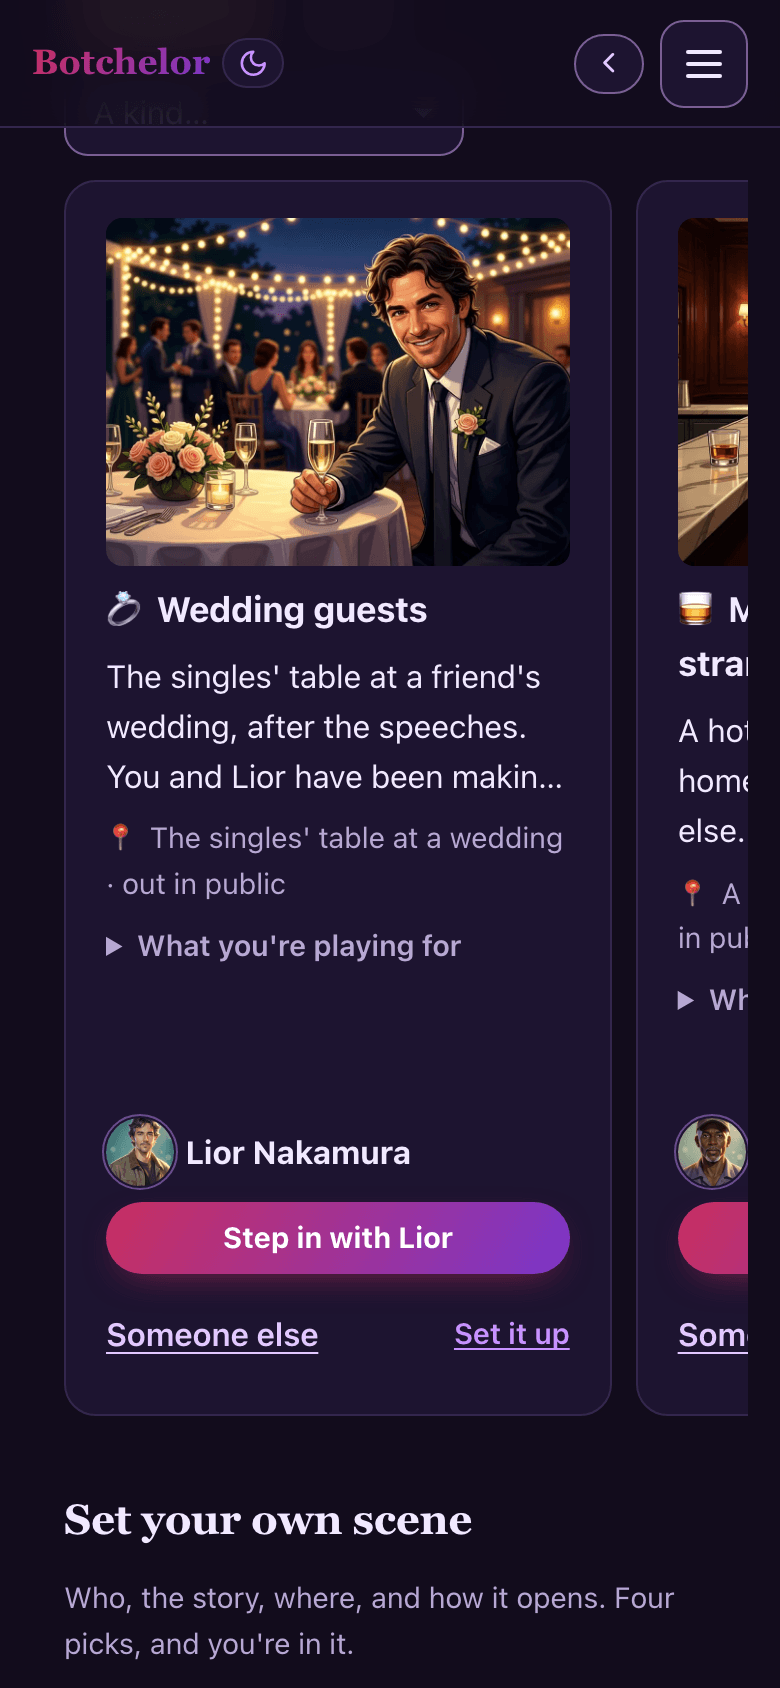 Botchelor
A kind...
Wedding guests
The singles' table at a friend's
wedding, after the speeches.
You and Lior have been makin...
The singles' table at a wedding
· out in public
What you're playing for
Lior Nakamura
Step in with Lior
Someone else
Set it up
A
else.
in
Set your own scene
Who, the story, where, and how it opens. Four
picks, and you're in it.